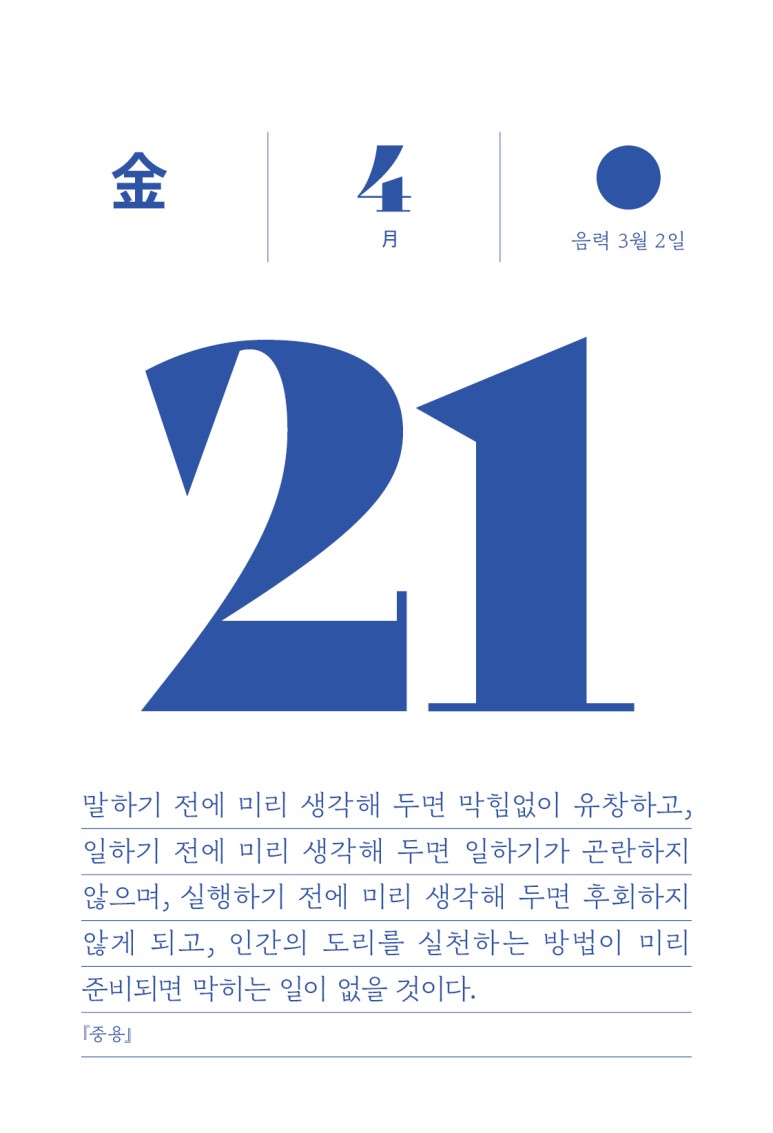 金
4
月
음력 3월 2일
21
말하기 전에 미리 생각해 두면 막힘없이 유창하고,
일하기 전에 미리 생각해 두면 일하기가 곤란하지
않으며, 실행하기 전에 미리 생각해 두면 후회하지
않게 되고, 인간의 도리를 실천하는 방법이 미리
준비되면 막히는 일이 없을 것이다.
『중용』